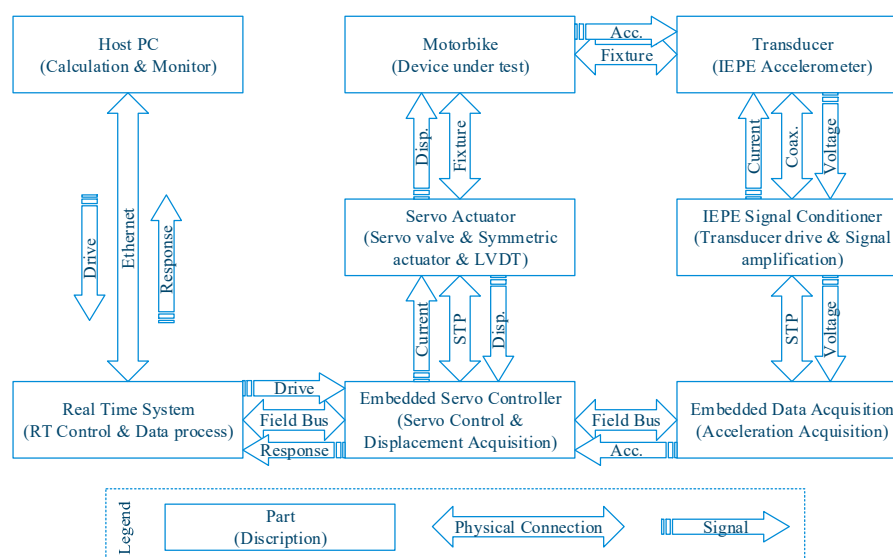 Host PC
(Calculation & Monitor)
Motorbike
(Device under test)
Acc.
Fixture
Transducer
(IEPE Accelerometer)
Drive
Ethernet
Response
Disp.
Fixture
Current
Coax.
Voltage
Servo Actuator
(Servo valve & Symmetric
actuator & LVDT)
IEPE Signal Conditioner
(Transducer drive & Signal
amplification)
Current
STP
Disp.
STP
Voltage
Real Time System
(RT Control & Data process)
Drive
Field Bus
Response
Embedded Servo Controller
(Servo Control &
Displacement Acquisition)
Field Bus
Acc.
Embedded Data Acquisition
(Acceleration Acquisition)
Legend
Part
(Discription)
Physical Connection
Signal